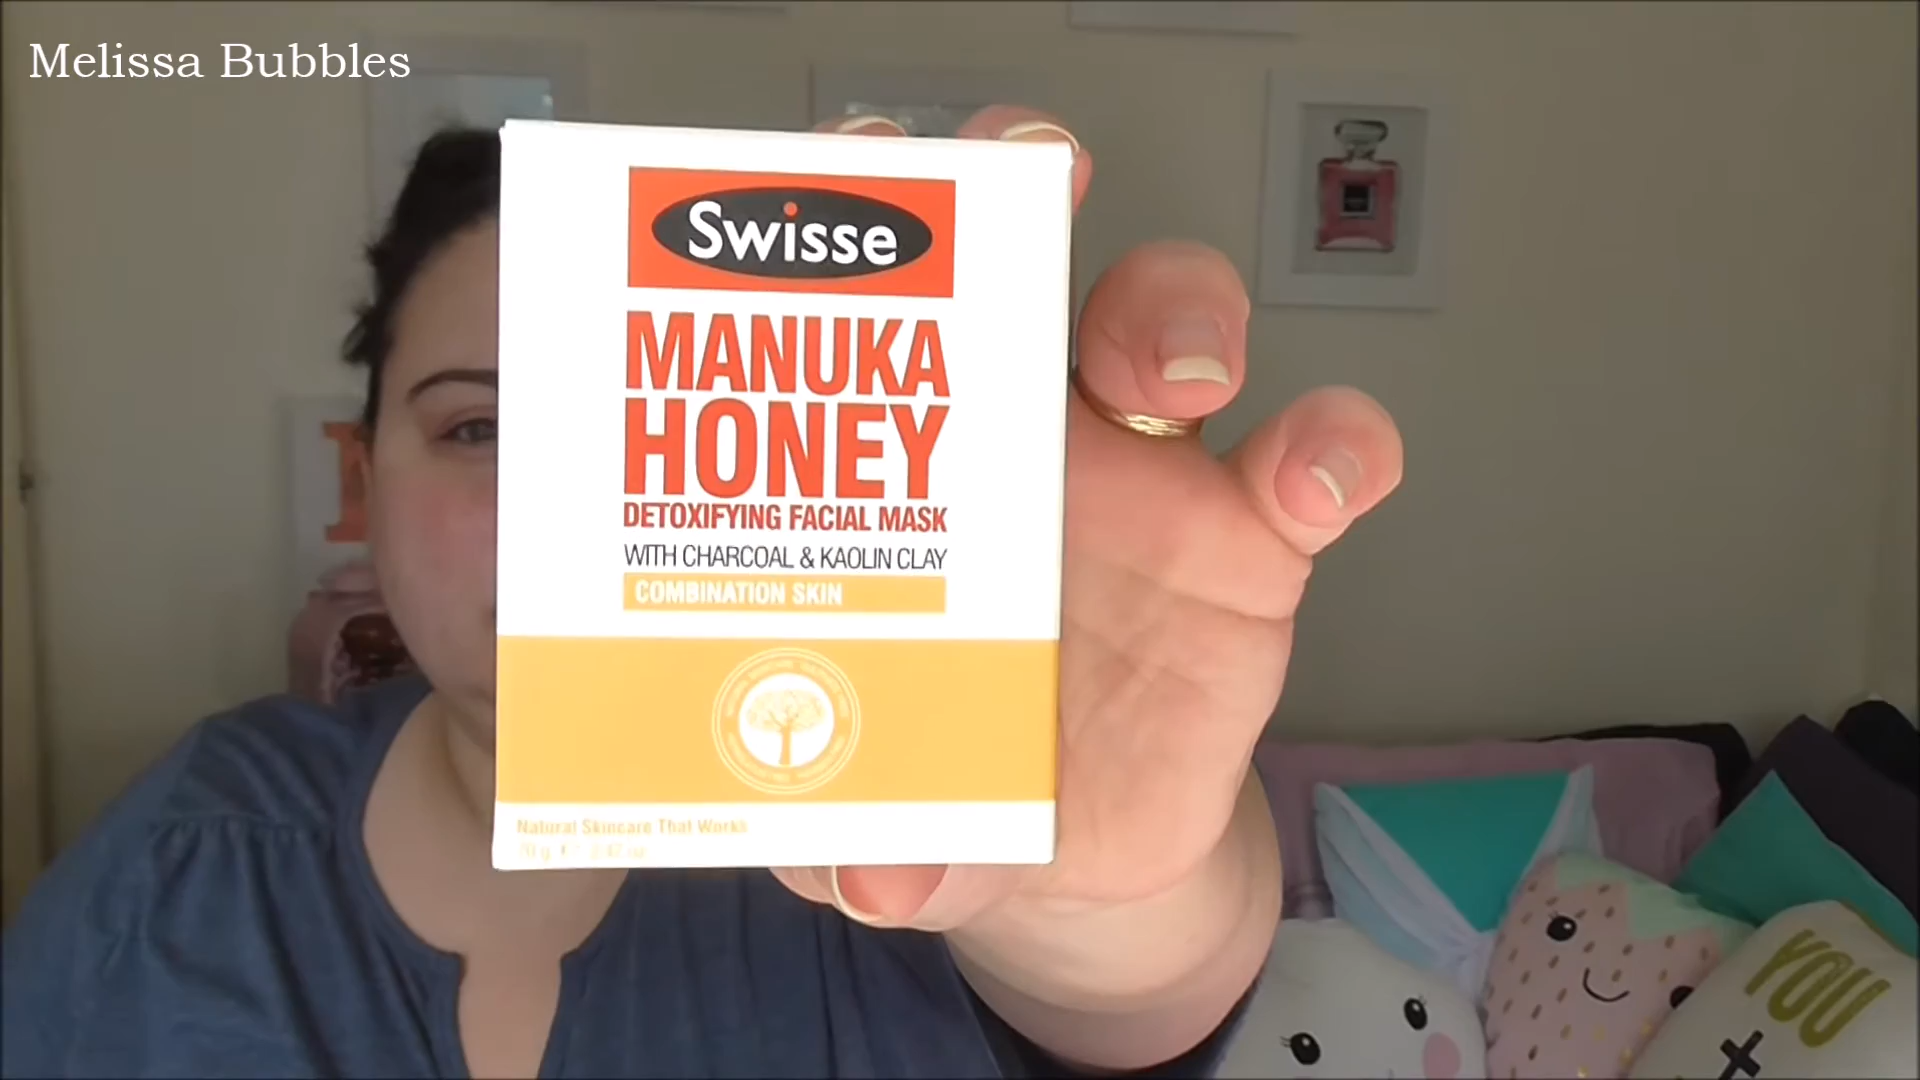 Melissa Bubbles
Swisse
MANUKA
HONEY
DETOXIFYING FACIAL MASK
WITH CHARCOAL & KAOLIN CLAY
COMBINATION SKIN
Natural Skincare That Works
YOU
+